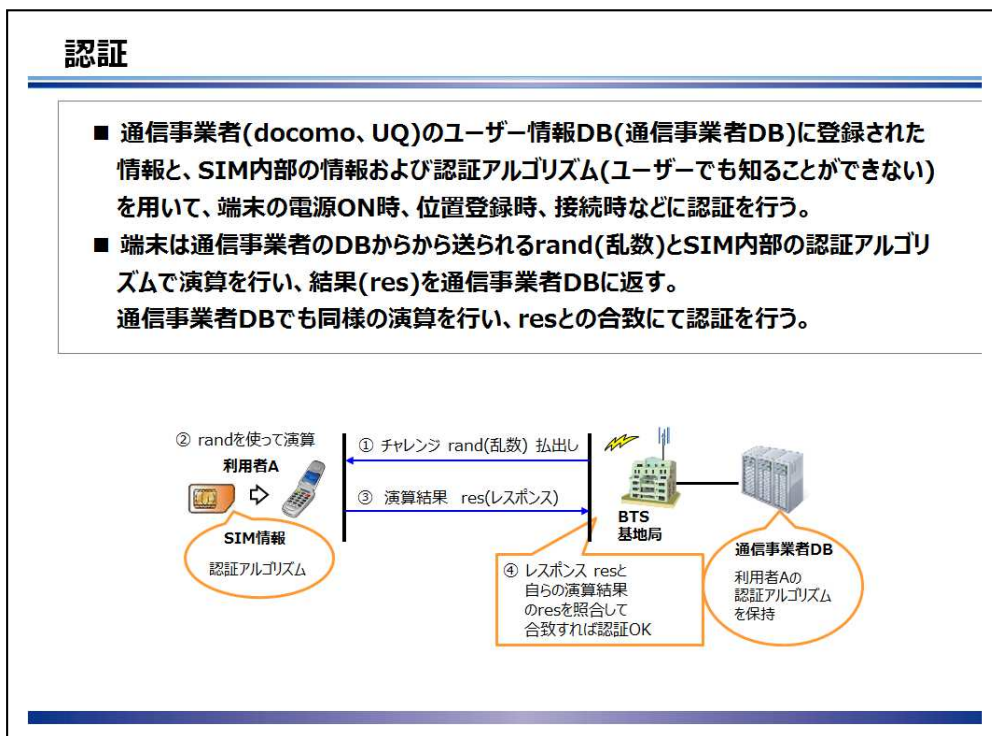 認証
■ 通信事業者(docomo、UQ)のユーザー情報DB(通信事業者DB)に登録された
情報と、SIM内部の情報および認証アルゴリズム(ユーザーでも知ることができない)
を用いて、端末の電源ON時、位置登録時、接続時などに認証を行う。
■ 端末は通信事業者のDBからから送られるrand(乱数)とSIM内部の認証アルゴリ
ズムで演算を行い、結果(res)を通信事業者DBに返す。
通信事業者DBでも同様の演算を行い、resとの合致にて認証を行う。
② randを使って演算
利用者A
① チャレンジ rand(乱数) 払出し
③ 演算結果 res(レスポンス)
SIM情報
認証アルゴリズム
BTS
基地局
④ レスポンス resと
自らの演算結果
のresを照合して
合致すれば認証OK
通信事業者DB
利用者Aの
認証アルゴリズム
を保持